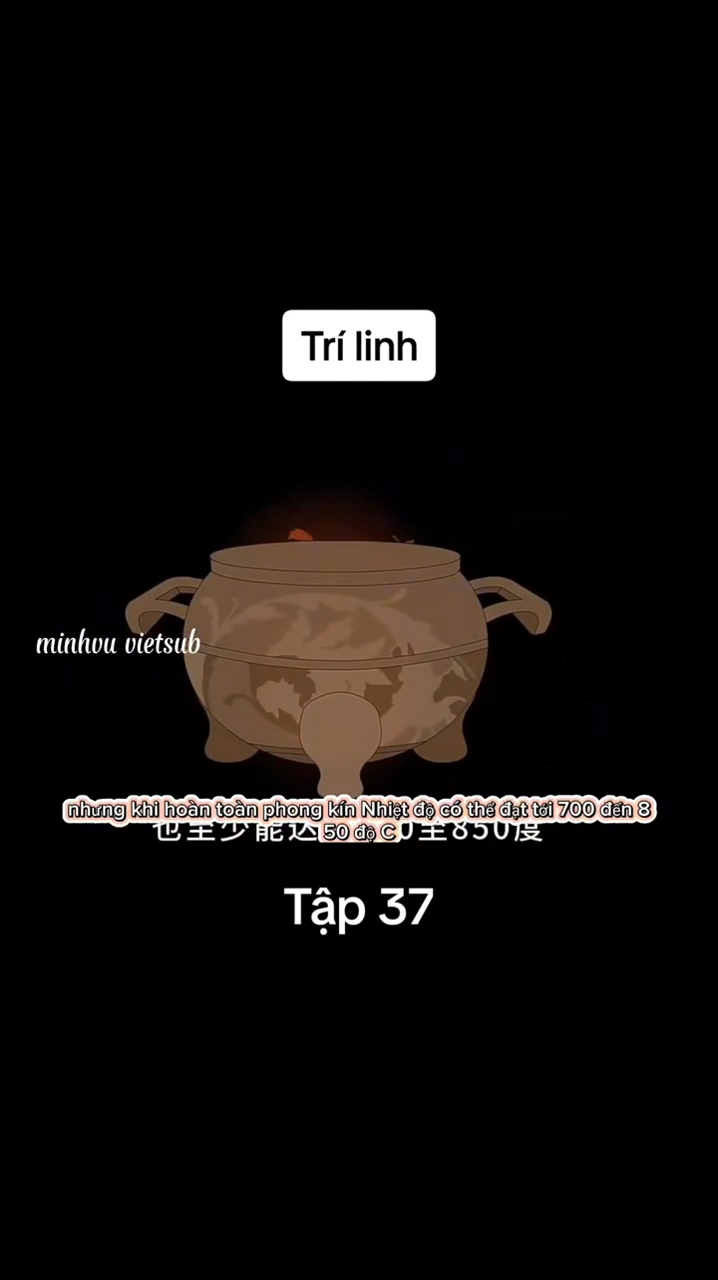 Trí linh
minhvu vietsub
nhưng khi hoàn toàn phong kín Nhiệt độ có thể đạt tới 700 đến 8
50 độ C
也至少能达 0至850度
Tập 37